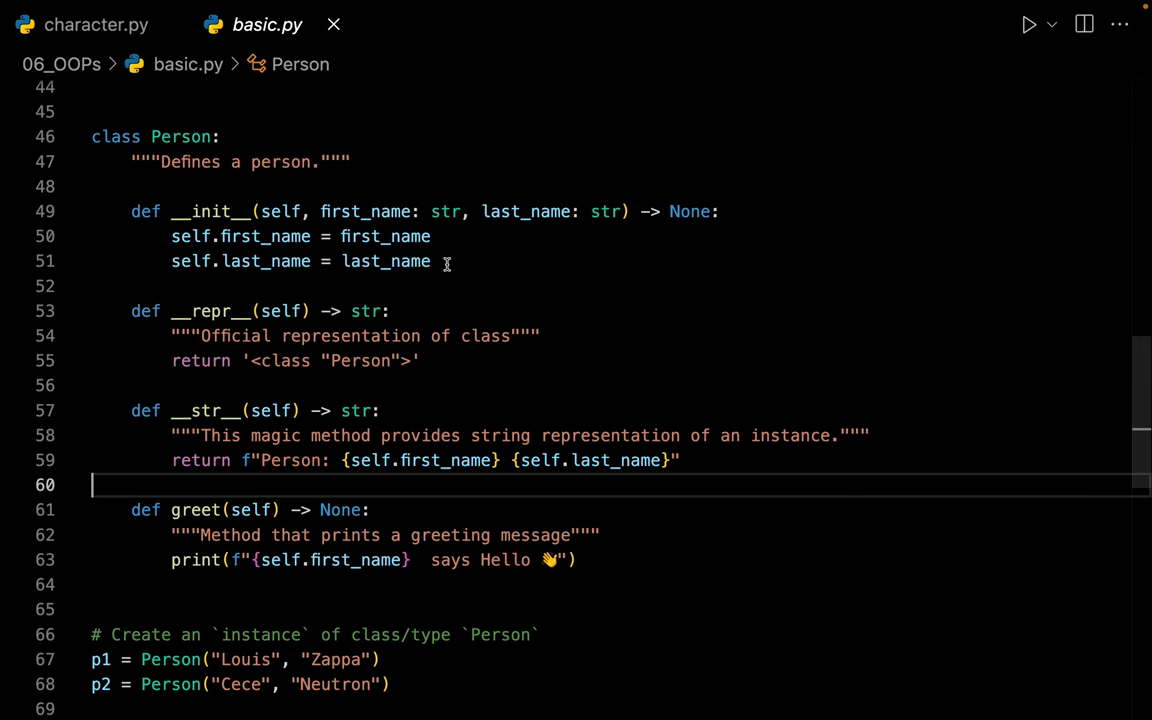 character.py basic.py
06_OOPs > basic.py > Person
44
45
46 class Person:
47     """Defines a person."""
48
49     def __init__(self, first_name: str, last_name: str) -> None:
50         self.first_name = first_name
51         self.last_name = last_name
52
53     def __repr__(self) -> str:
54         """Official representation of class"""
55         return '<class "Person">'
56
57     def __str__(self) -> str:
58         """This magic method provides string representation of an instance."""
59         return f"Person: {self.first_name} {self.last_name}"
60
61     def greet(self) -> None:
62         """Method that prints a greeting message"""
63         print(f"{self.first_name}  says Hello 👋")
64
65
66 # Create an `instance` of class/type `Person`
67 p1 = Person("Louis", "Zappa")
68 p2 = Person("Cece", "Neutron")
69